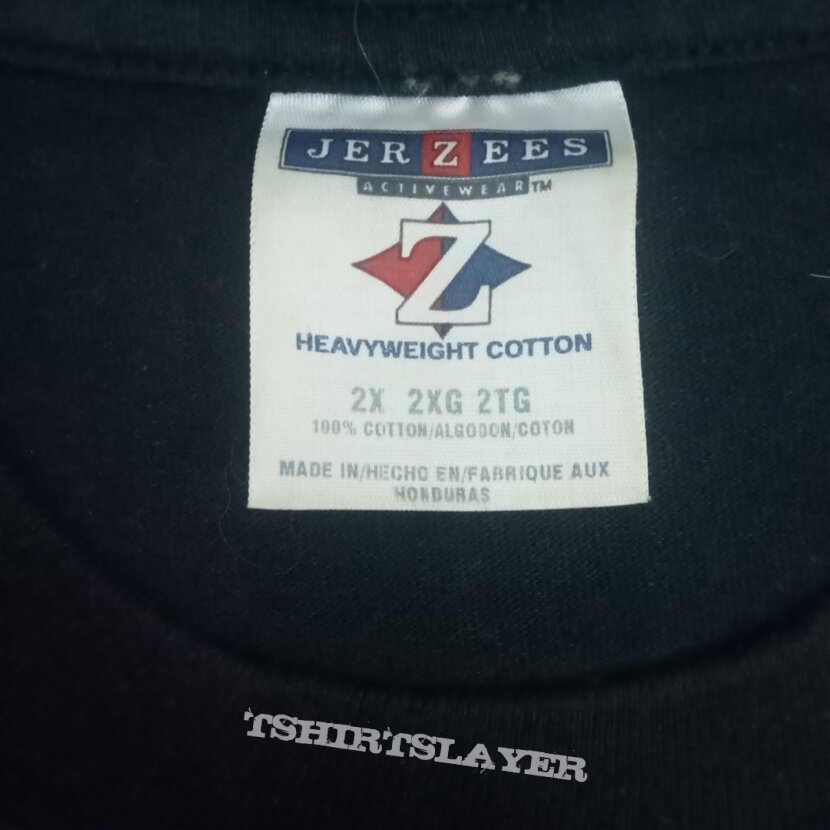 JERZEES
ACTIVEWEAR™
Z
HEAVYWEIGHT COTTON
2X 2XG 2TG
100% COTTON/ALGODON/COTON
MADE IN/HECHO EN/FABRIQUE AUX
HONDURAS
TSHIRTSLAYER